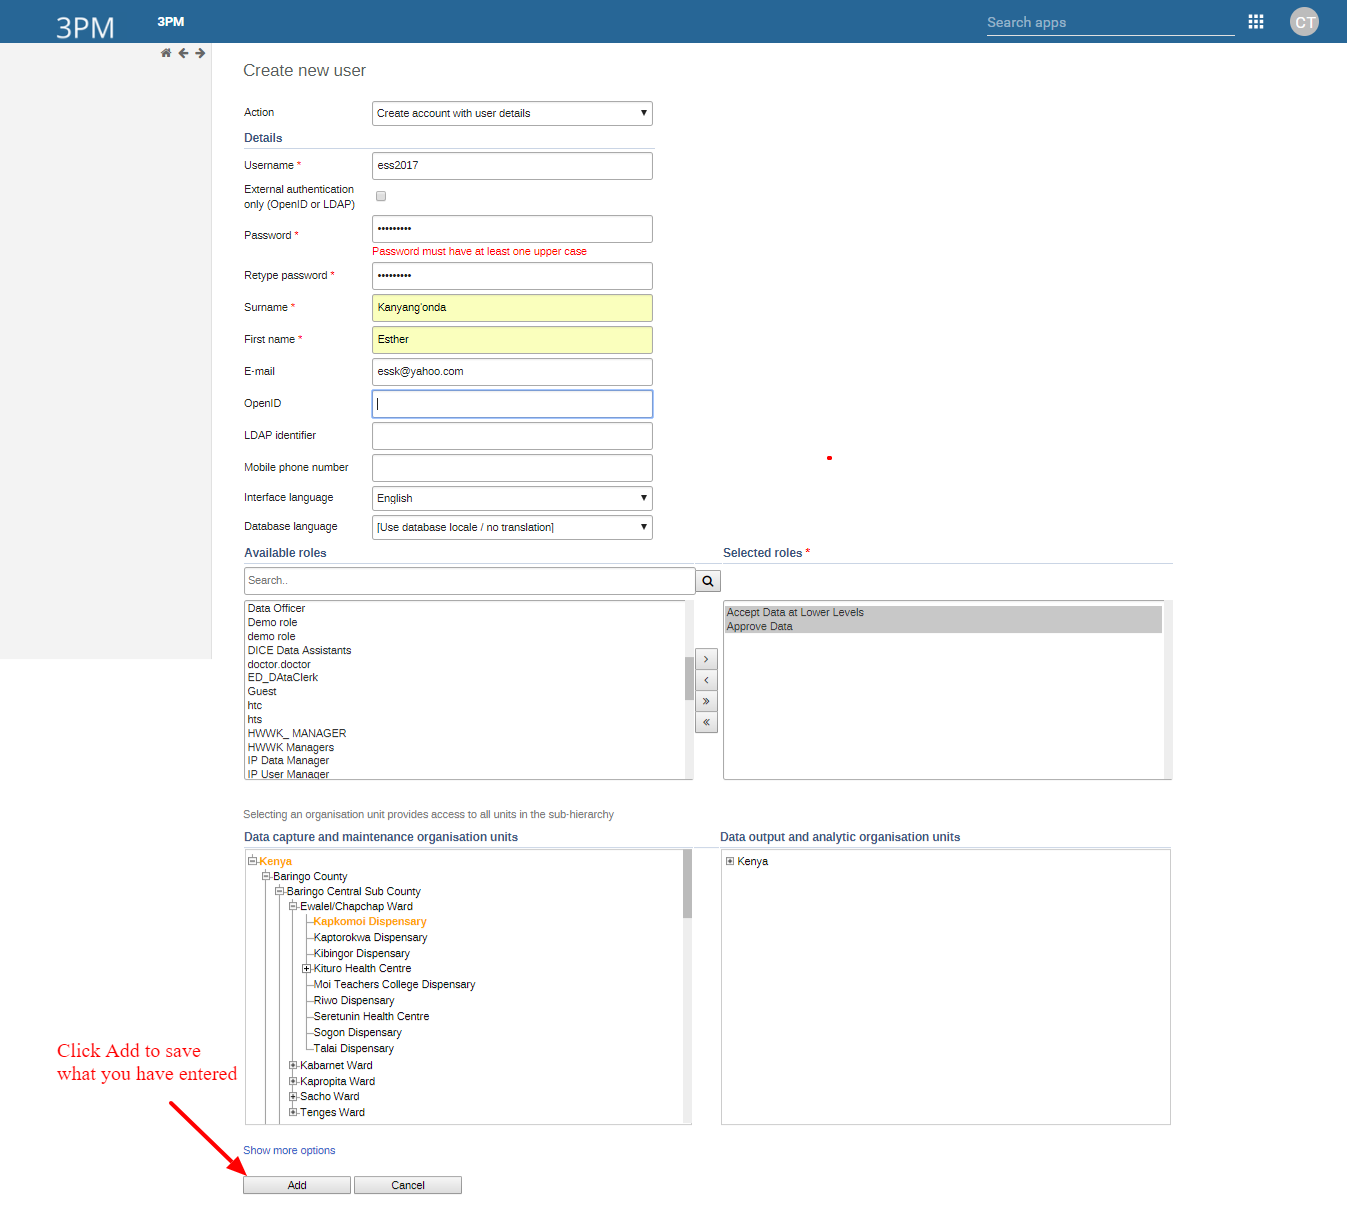 3PM
3PM
Search apps
CT
Create new user
Action
Create account with user details
Details
Username *
ess2017
External authentication
only (OpenID or LDAP)
Password *
•••••••••
Password must have at least one upper case
Retype password *
•••••••••
Surname *
Kanyang'onda
First name *
Esther
E-mail
essk@yahoo.com
OpenID
LDAP identifier
Mobile phone number
Interface language
English
Database language
[Use database locale / no translation]
Available roles
Selected roles *
Search..
Data Officer
Demo role
demo role
DICE Data Assistants
doctor.doctor
ED_DAtaClerk
Guest
htc
hts
HWWK_ MANAGER
HWWK Managers
IP Data Manager
IP User Manager
>
<
»
«
Accept Data at Lower Levels
Approve Data
Selecting an organisation unit provides access to all units in the sub-hierarchy
Data capture and maintenance organisation units
Data output and analytic organisation units
Kenya
Baringo County
Baringo Central Sub County
Ewalel/Chapchap Ward
Kapkomoi Dispensary
Kaptorokwa Dispensary
Kibingor Dispensary
Kituro Health Centre
Moi Teachers College Dispensary
Riwo Dispensary
Seretunin Health Centre
Sogon Dispensary
Talai Dispensary
Kabarnet Ward
Kapropita Ward
Sacho Ward
Tenges Ward
Kenya
Click Add to save
what you have entered
Show more options
Add
Cancel